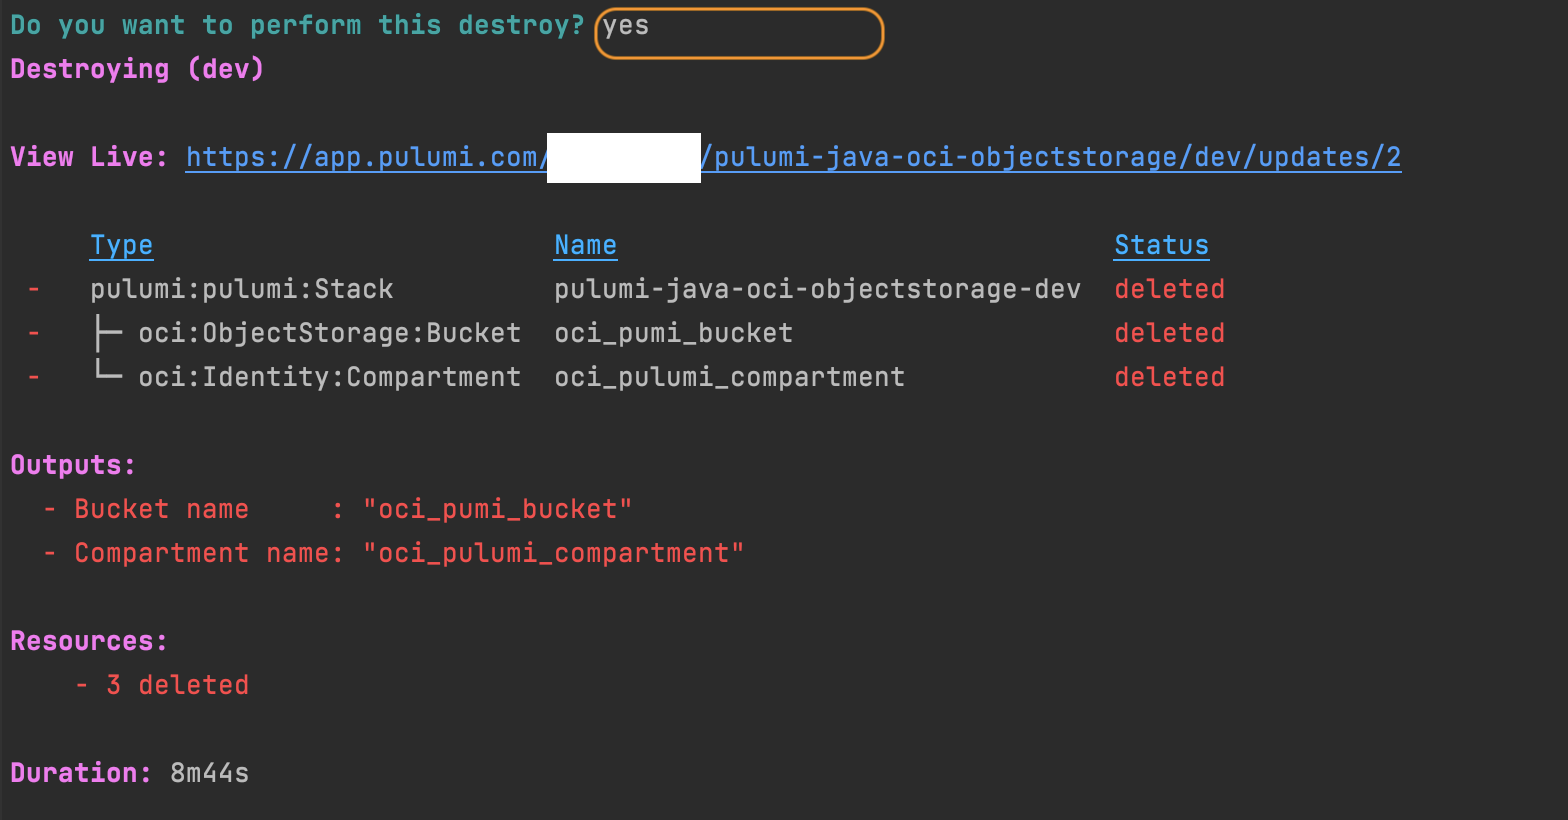 Do you want to perform this destroy? yes
Destroying (dev)
View Live: https://app.pulumi.com/ /pulumi-java-oci-objectstorage/dev/updates/2
Type Name Status
- pulumi:pulumi:Stack pulumi-java-oci-objectstorage-dev deleted
- ├─ oci:ObjectStorage:Bucket oci_pumi_bucket deleted
- └─ oci:Identity:Compartment oci_pulumi_compartment deleted
Outputs:
- Bucket name : "oci_pumi_bucket"
- Compartment name: "oci_pulumi_compartment"
Resources:
- 3 deleted
Duration: 8m44s